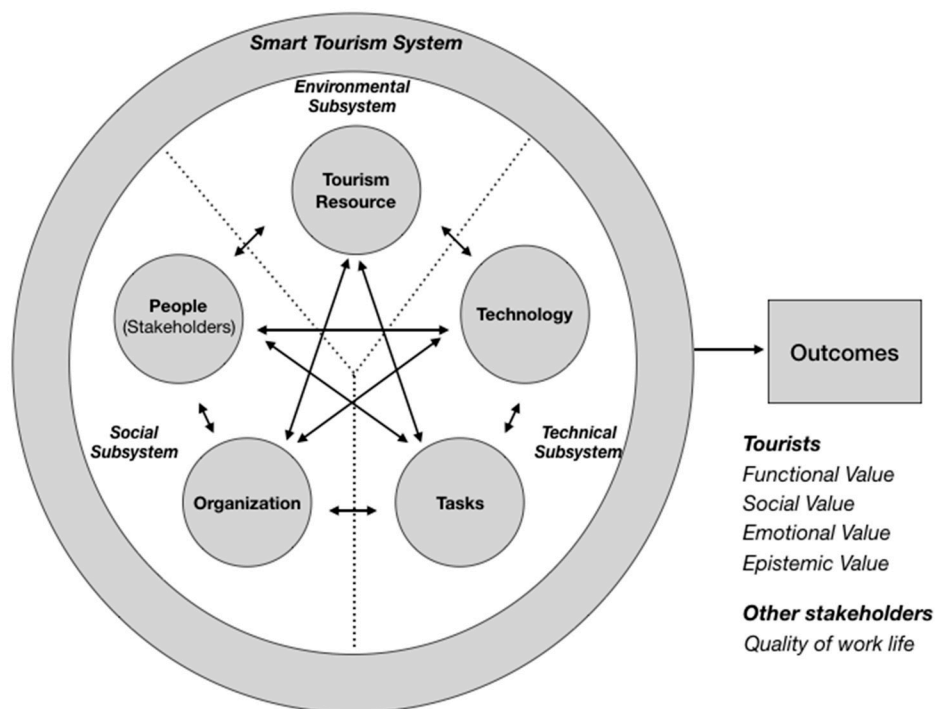 Smart Tourism System
Environmental
Subsystem
Tourism
Resource
People
(Stakeholders)
Technology
Social
Subsystem
Technical
Subsystem
Organization
Tasks
Outcomes
Tourists
Functional Value
Social Value
Emotional Value
Epistemic Value
Other stakeholders
Quality of work life